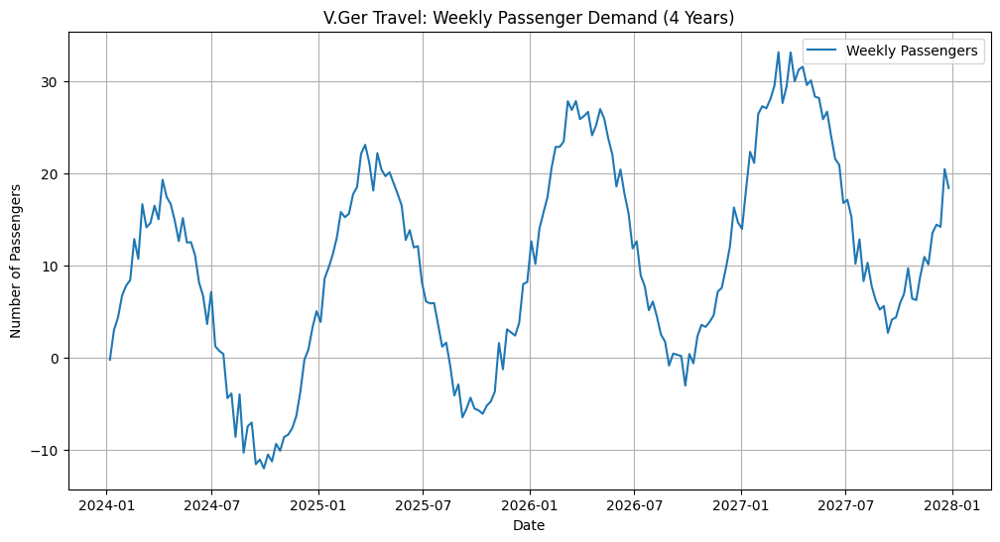 V.Ger Travel: Weekly Passenger Demand (4 Years)
Weekly Passengers
Number of Passengers
30
20
10
0
−10
2024-01 2024-07 2025-01 2025-07 2026-01 2026-07 2027-01 2027-07 2028-01
Date